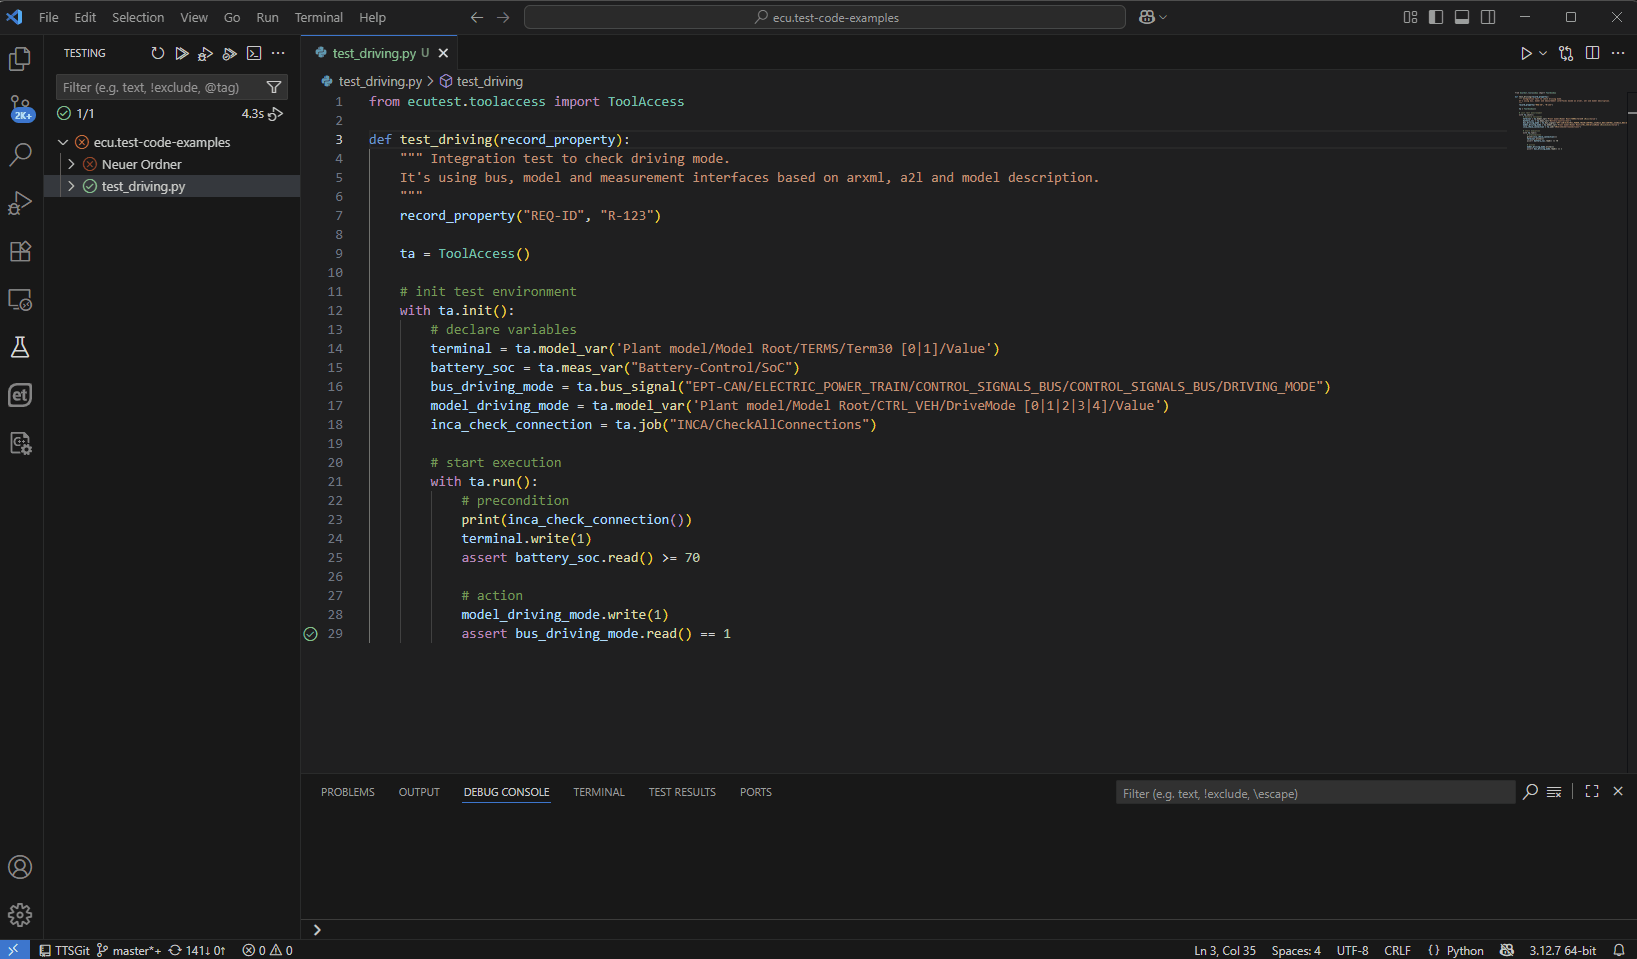 File Edit Selection View Go Run Terminal Help
ecu.test-code-examples
TESTING
Filter (e.g. text, !exclude, @tag)
1/1
4.3s
ecu.test-code-examples
Neuer Ordner
test_driving.py
2K+
et
test_driving.py U
test_driving.py > test_driving
1 from ecutest.toolaccess import ToolAccess
2
3 def test_driving(record_property):
4 """ Integration test to check driving mode.
5 It's using bus, model and measurement interfaces based on arxml, a2l and model description.
6 """
7 record_property("REQ-ID", "R-123")
8
9 ta = ToolAccess()
10
11 # init test environment
12 with ta.init():
13 # declare variables
14 terminal = ta.model_var('Plant model/Model Root/TERMS/Term30 [0|1]/Value')
15 battery_soc = ta.meas_var("Battery-Control/SoC")
16 bus_driving_mode = ta.bus_signal("EPT-CAN/ELECTRIC_POWER_TRAIN/CONTROL_SIGNALS_BUS/CONTROL_SIGNALS_BUS/DRIVING_MODE")
17 model_driving_mode = ta.model_var('Plant model/Model Root/CTRL_VEH/DriveMode [0|1|2|3|4]/Value')
18 inca_check_connection = ta.job("INCA/CheckAllConnections")
19
20 # start execution
21 with ta.run():
22 # precondition
23 print(inca_check_connection())
24 terminal.write(1)
25 assert battery_soc.read() >= 70
26
27 # action
28 model_driving_mode.write(1)
29 assert bus_driving_mode.read() == 1
PROBLEMS OUTPUT DEBUG CONSOLE TERMINAL TEST RESULTS PORTS
Filter (e.g. text, !exclude, \escape)
TTSGit master*+ 141↓ 0↑ 0 0
Ln 3, Col 35 Spaces: 4 UTF-8 CRLF {} Python 3.12.7 64-bit